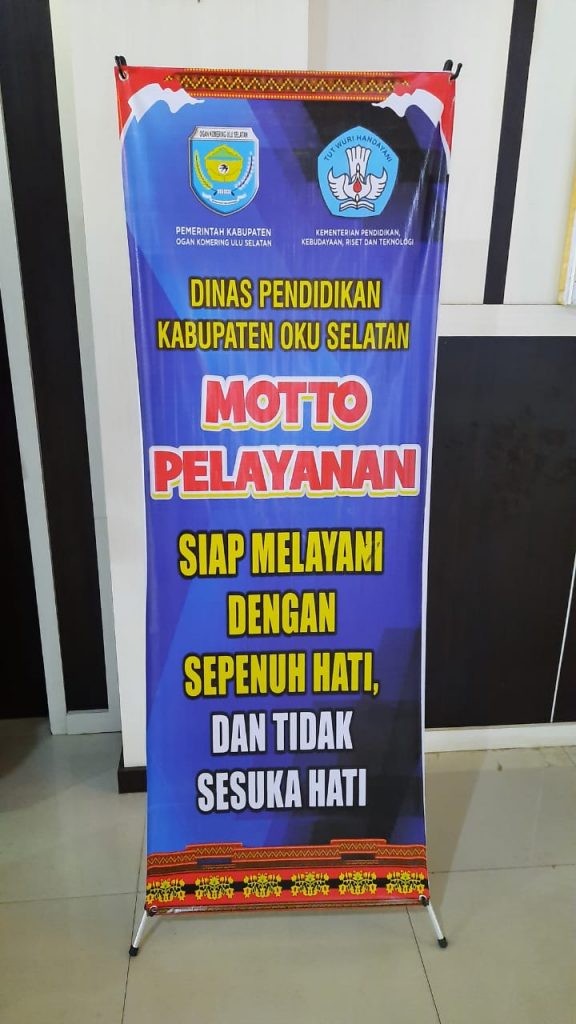 OGAN KOMERING ULU SELATAN
TUT WURI HANDAYANI
PEMERINTAH KABUPATEN
OGAN KOMERING ULU SELATAN
KEMENTERIAN PENDIDIKAN,
KEBUDAYAAN, RISET DAN TEKNOLOGI
DINAS PENDIDIKAN
KABUPATEN OKU SELATAN
MOTTO
PELAYANAN
SIAP MELAYANI
DENGAN
SEPENUH HATI,
DAN TIDAK
SESUKA HATI